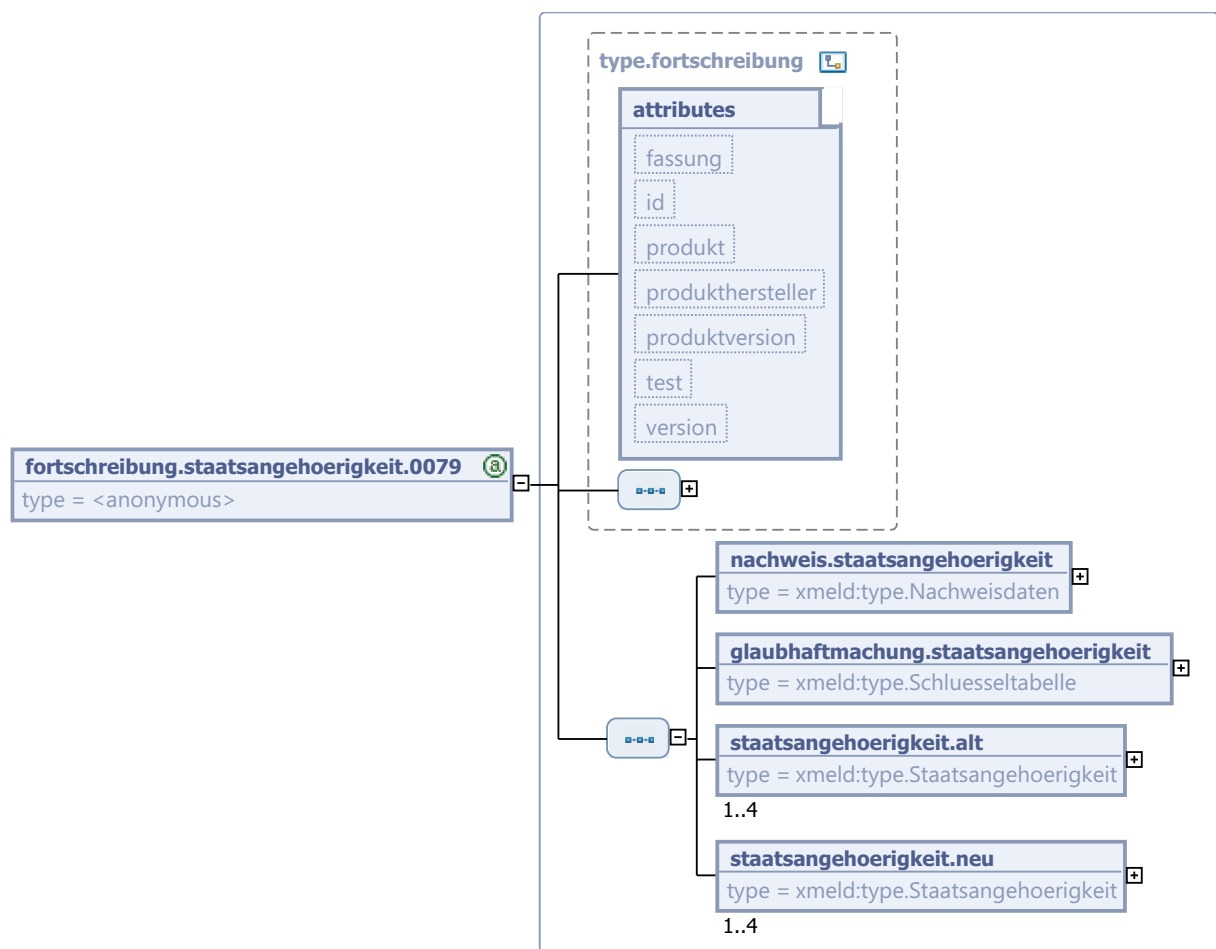 type.fortschreibung
attributes
fassung
id
produkt
produkthersteller
produktversion
test
version
fortschreibung.staatsangehoerigkeit.0079
type = <anonymous>
nachweis.staatsangehoerigkeit
type = xmeld:type.Nachweisdaten
glaubhaftmachung.staatsangehoerigkeit
type = xmeld:type.Schluesseltabelle
staatsangehoerigkeit.alt
type = xmeld:type.Staatsangehoerigkeit
1..4
staatsangehoerigkeit.neu
type = xmeld:type.Staatsangehoerigkeit
1..4